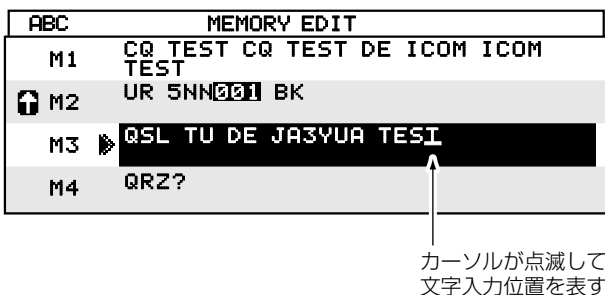 ABC MEMORY EDIT
M1 CQ TEST CQ TEST DE ICOM ICOM
TEST
M2 UR 5NN001 BK
M3 QSL TU DE JA3YUA TEST
M4 QRZ?
カーソルが点滅して
文字入力位置を表す